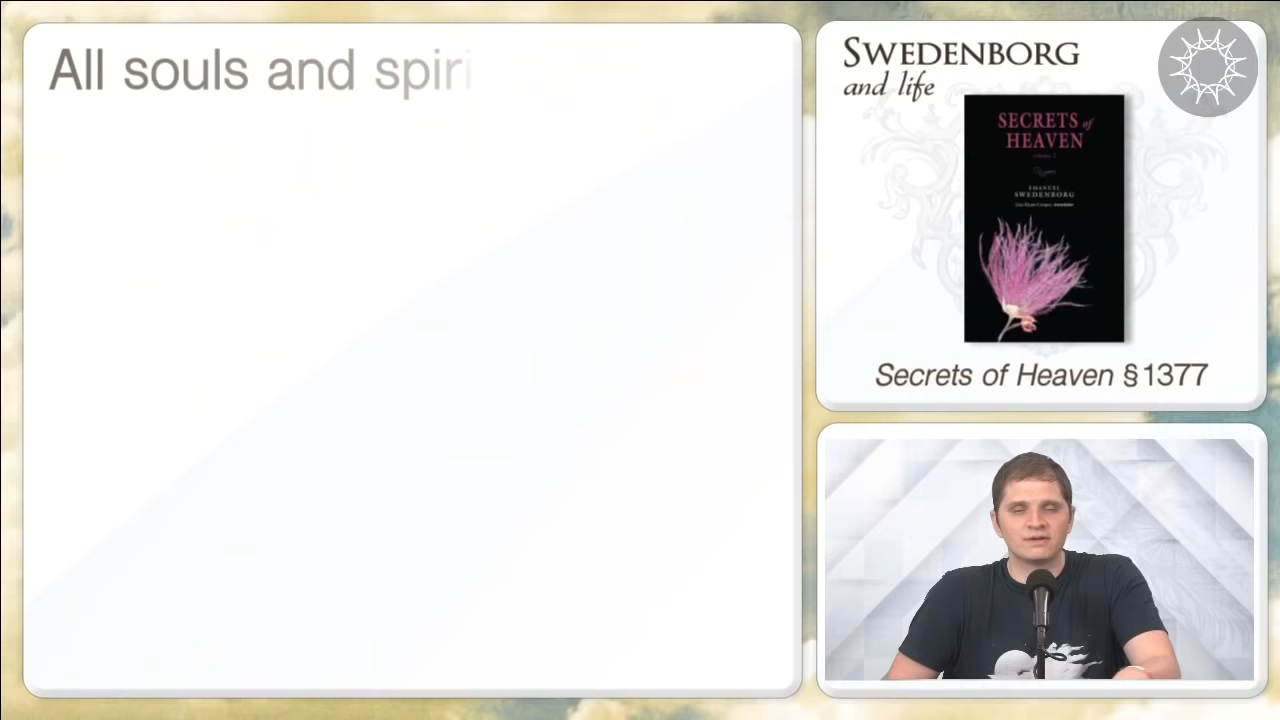 All souls and spiri
SWEDENBORG
and life
SECRETS of
HEAVEN
EMANUEL
SWEDENBORG
Secrets of Heaven §1377